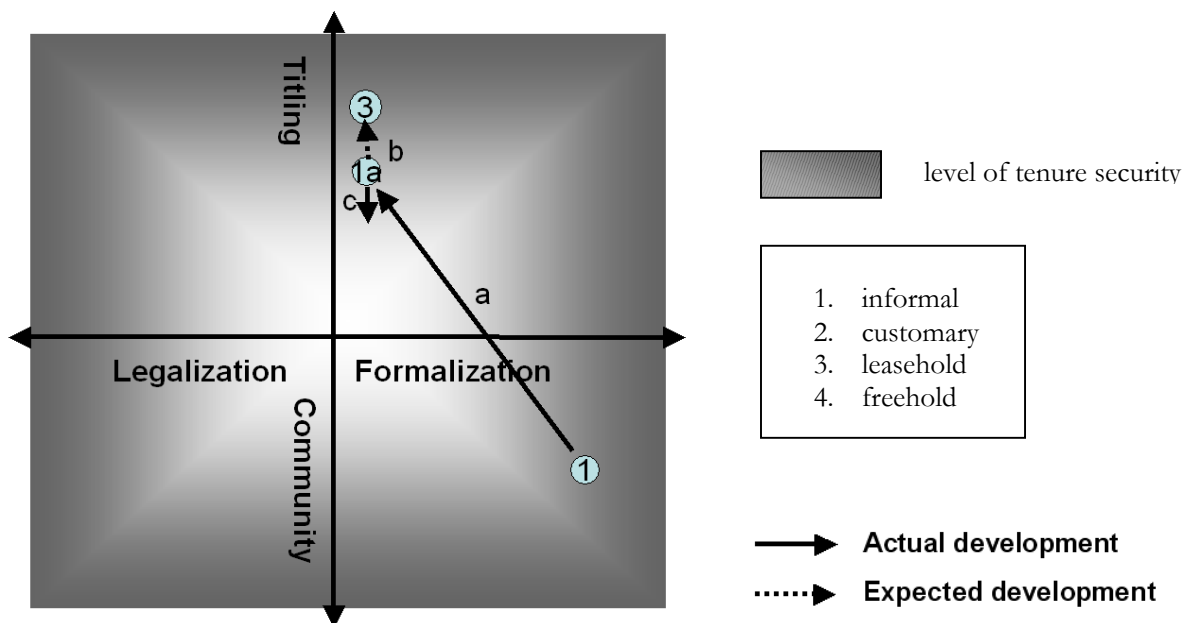 Titling
3
b
1a
c
a
Legalization
Formalization
Community
1
level of tenure security
1. informal
2. customary
3. leasehold
4. freehold
Actual development
Expected development